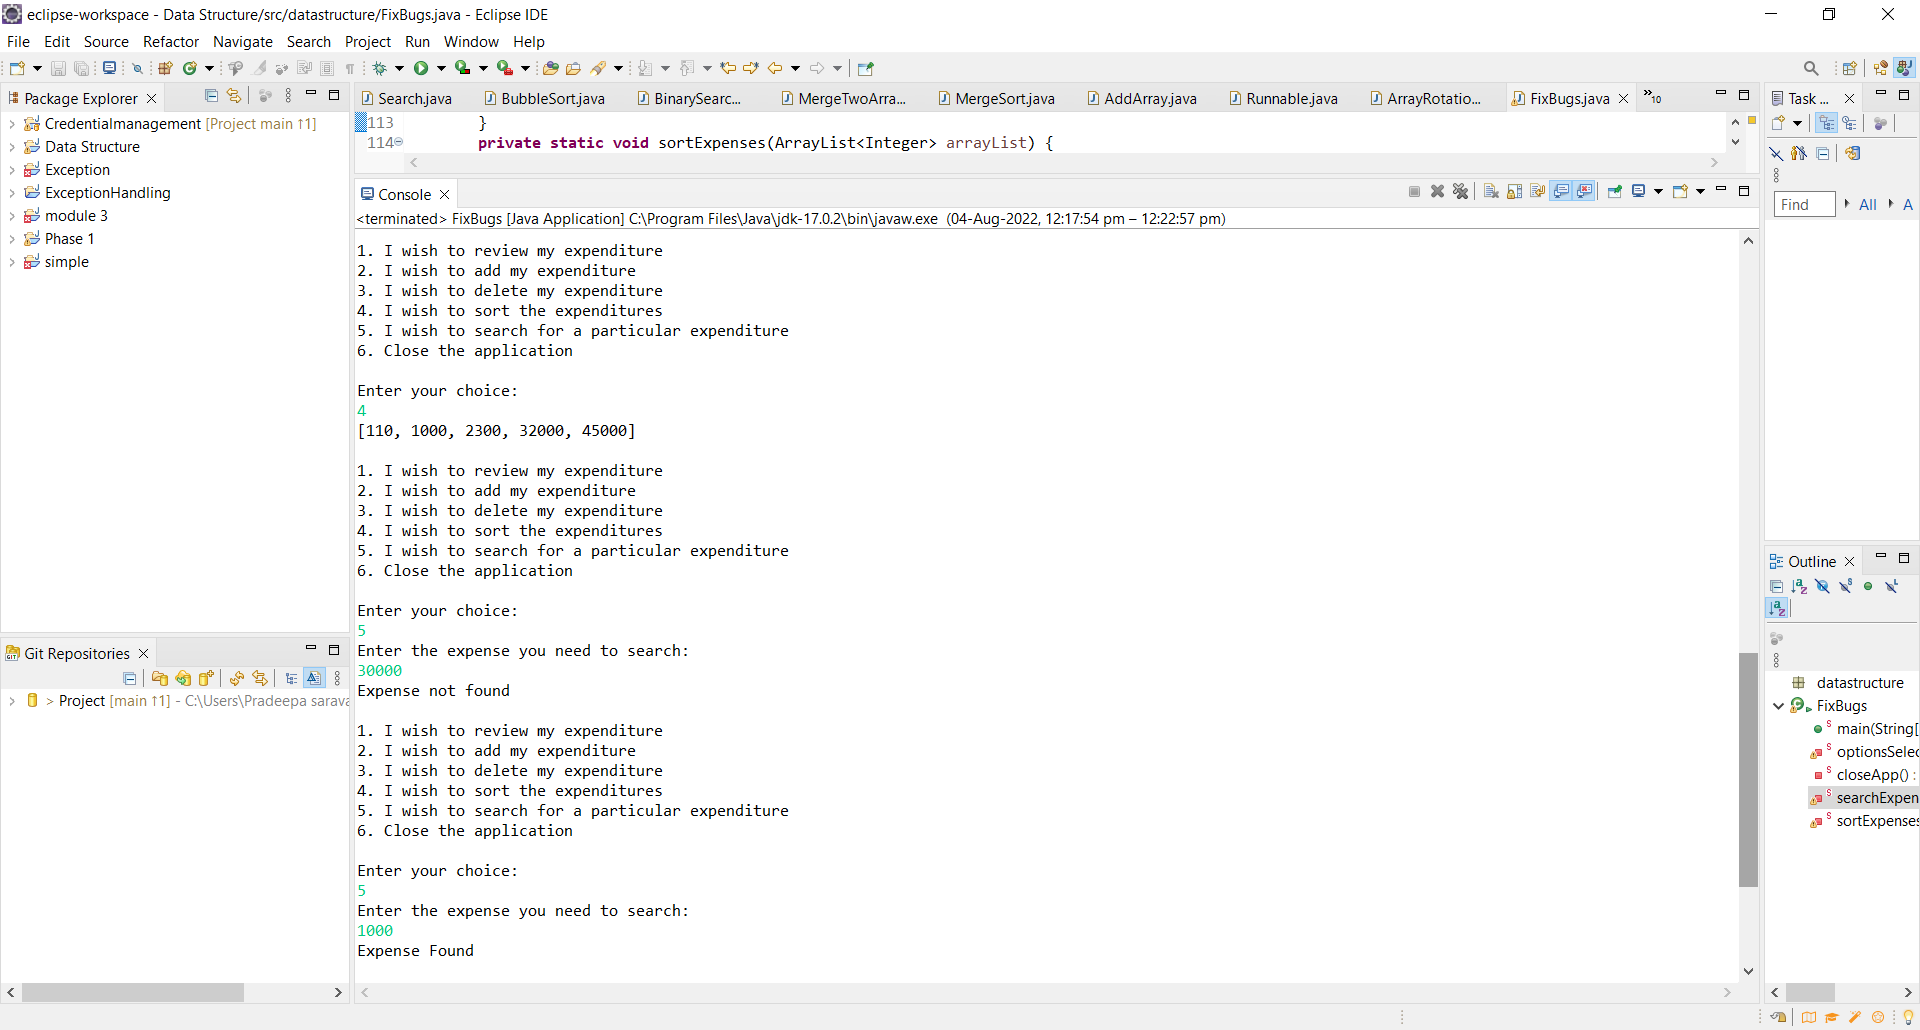 eclipse-workspace - Data Structure/src/datastructure/FixBugs.java - Eclipse IDE
File Edit Source Refactor Navigate Search Project Run Window Help
Package Explorer
CredentialManagement [Project main ↑1]
Data Structure
Exception
ExceptionHandling
module 3
Phase 1
simple
Git Repositories
> Project [main ↑1] - C:\Users\Pradeepa sarava
Search.java BubbleSort.java BinarySearc... MergeTwoArra... MergeSort.java AddArray.java Runnable.java ArrayRotatio... FixBugs.java »10
113 }
114 private static void sortExpenses(ArrayList<Integer> arrayList) {
Console
<terminated> FixBugs [Java Application] C:\Program Files\Java\jdk-17.0.2\bin\javaw.exe (04-Aug-2022, 12:17:54 pm – 12:22:57 pm)
1. I wish to review my expenditure
2. I wish to add my expenditure
3. I wish to delete my expenditure
4. I wish to sort the expenditures
5. I wish to search for a particular expenditure
6. Close the application
Enter your choice:
4
[110, 1000, 2300, 32000, 45000]
1. I wish to review my expenditure
2. I wish to add my expenditure
3. I wish to delete my expenditure
4. I wish to sort the expenditures
5. I wish to search for a particular expenditure
6. Close the application
Enter your choice:
5
Enter the expense you need to search:
30000
Expense not found
1. I wish to review my expenditure
2. I wish to add my expenditure
3. I wish to delete my expenditure
4. I wish to sort the expenditures
5. I wish to search for a particular expenditure
6. Close the application
Enter your choice:
5
Enter the expense you need to search:
1000
Expense Found
Task ...
Find All A
Outline
datastructure
FixBugs
main(String[
optionsSelec
closeApp() :
searchExpen
sortExpenses